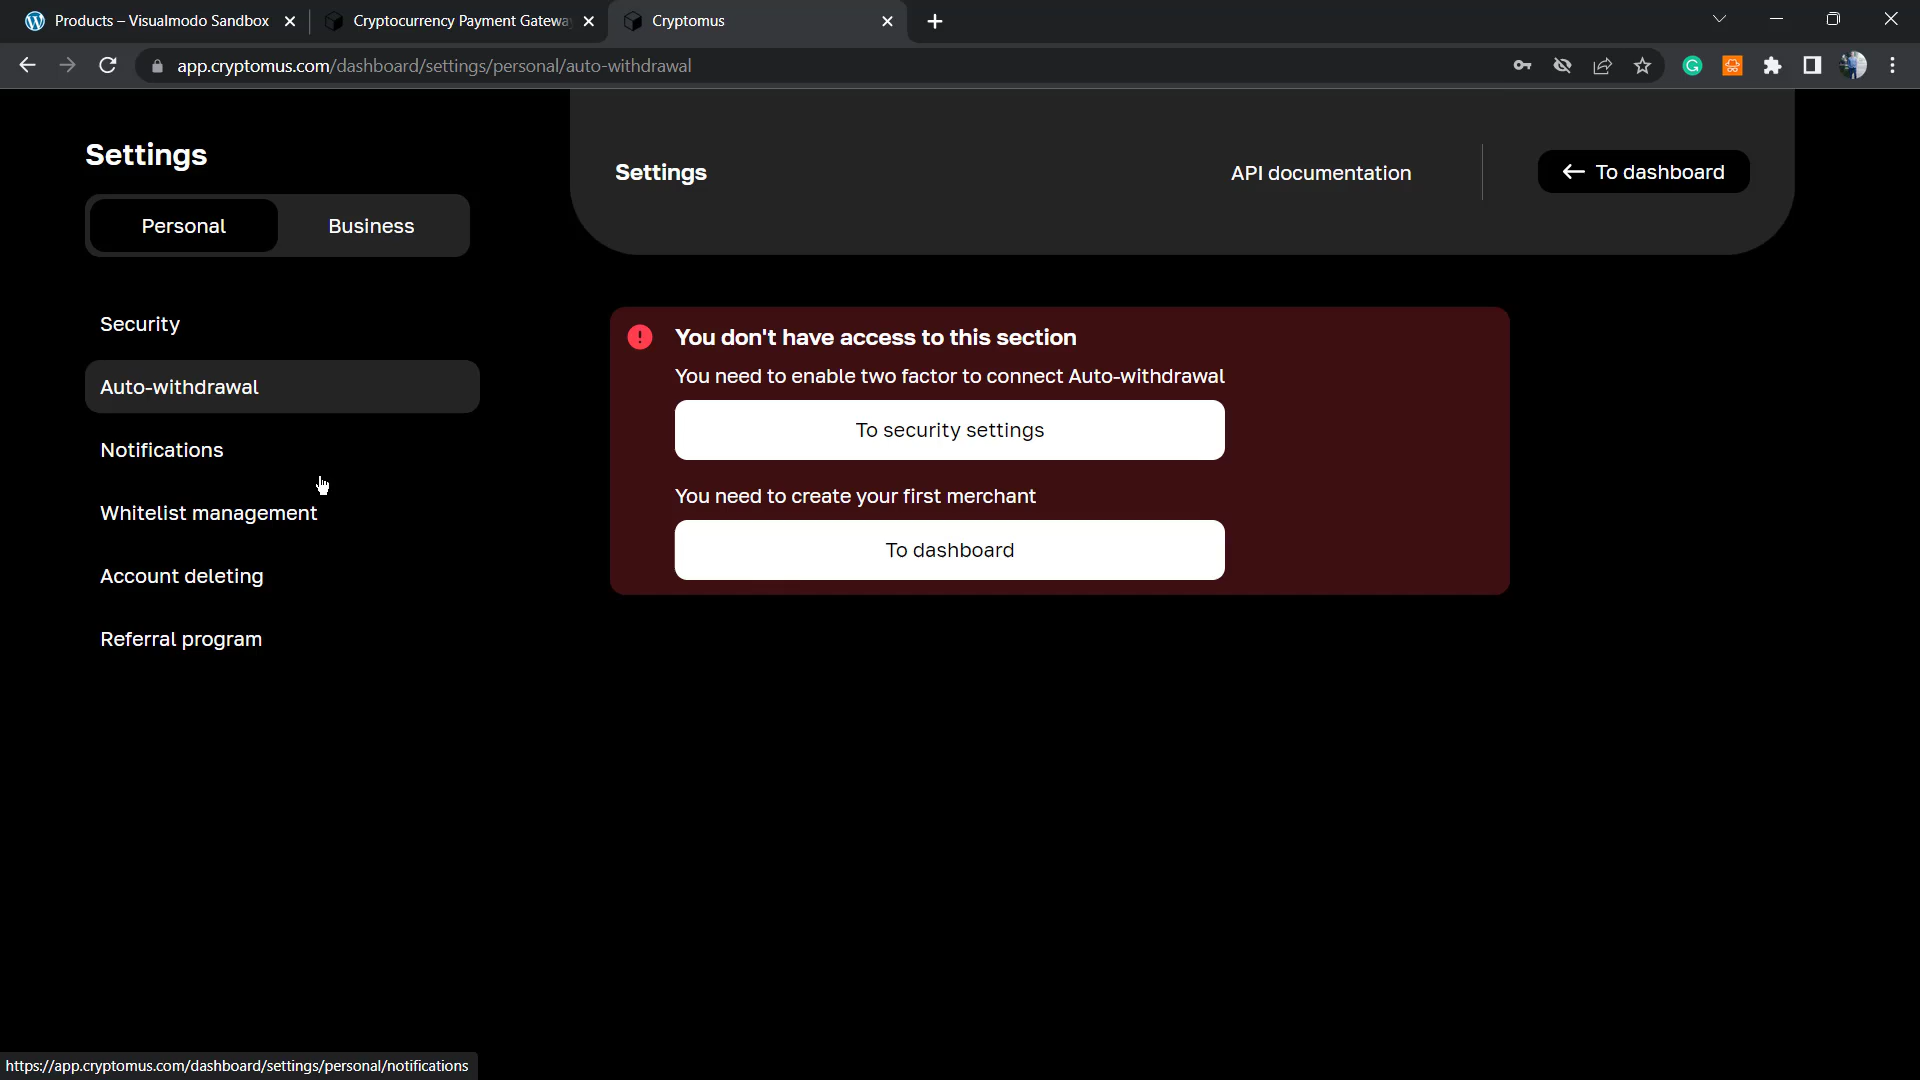 Products – Visualmodo Sandbox
Cryptocurrency Payment Gatewa
Cryptomus
app.cryptomus.com/dashboard/settings/personal/auto-withdrawal
Settings
Personal
Business
Security
Auto-withdrawal
Notifications
Whitelist management
Account deleting
Referral program
Settings
API documentation
To dashboard
You don't have access to this section
You need to enable two factor to connect Auto-withdrawal
To security settings
You need to create your first merchant
To dashboard
https://app.cryptomus.com/dashboard/settings/personal/notifications